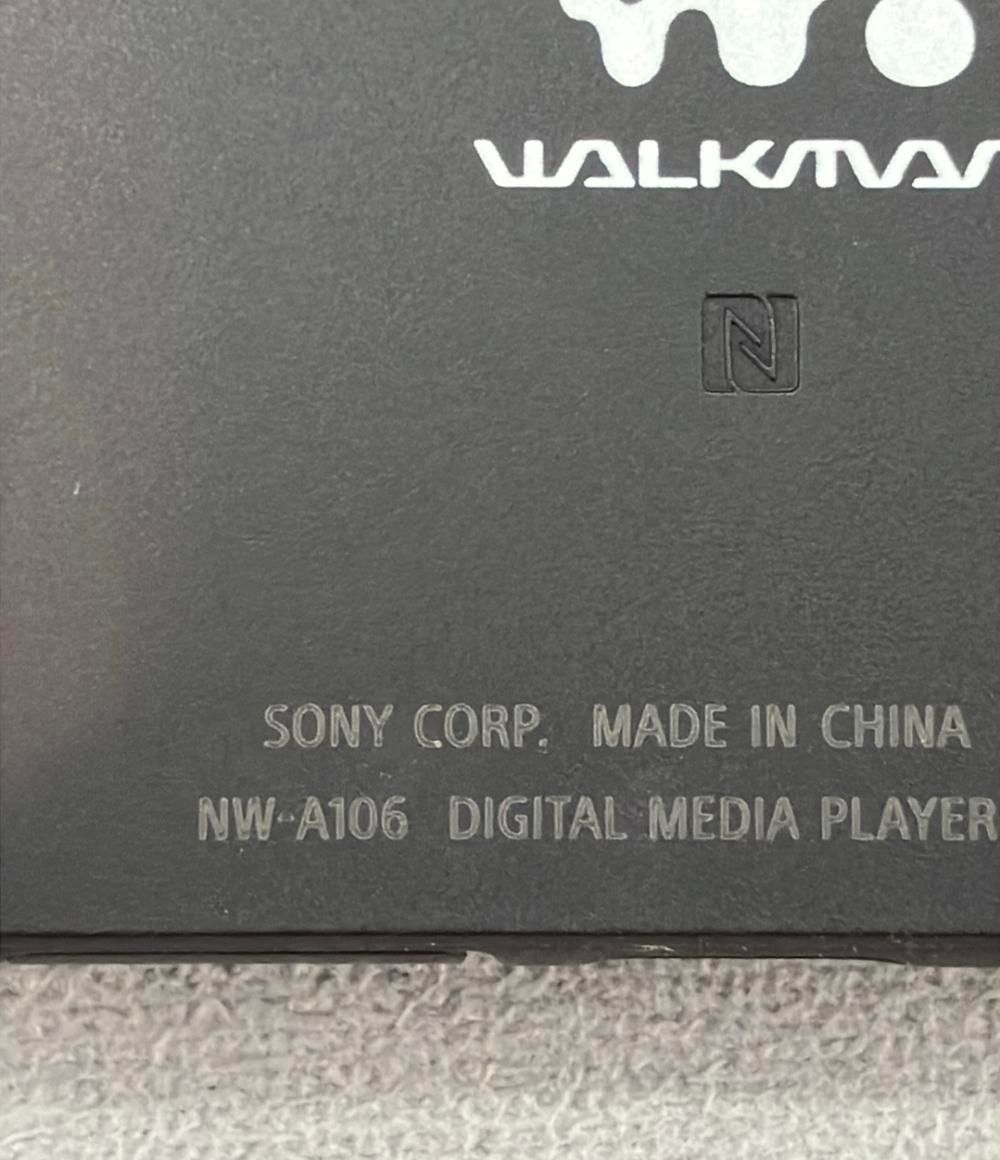 WALKMAN
SONY CORP. MADE IN CHINA
NW-A106 DIGITAL MEDIA PLAYER